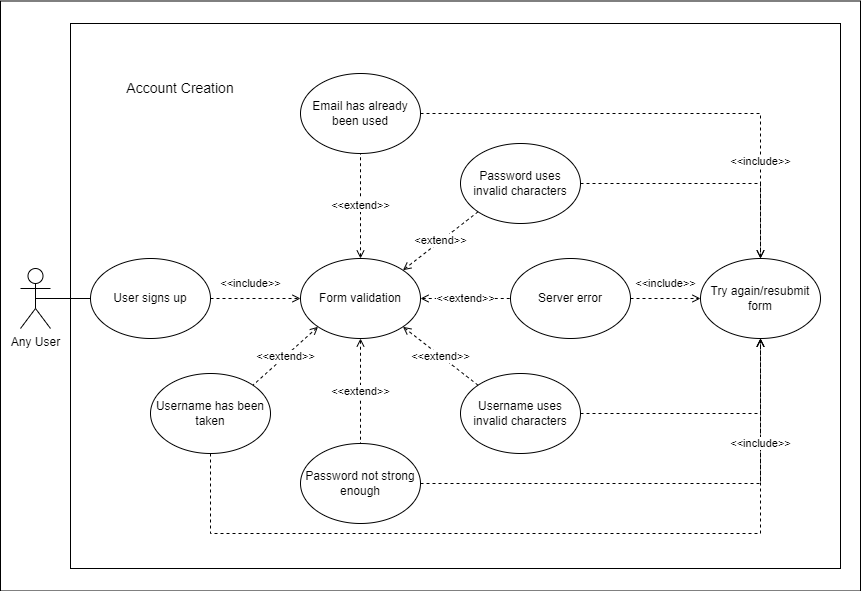 Account Creation
Email has already
been used
<<include>>
Password uses
invalid characters
<<extend>>
<extend>>
<<include>>
<<include>>
User signs up
Form validation
<<extend>>
Server error
Try again/resubmit
form
Any User
<<extend>>
<<extend>>
<<extend>>
Username has been
taken
Username uses
invalid characters
<<include>>
Password not strong
enough